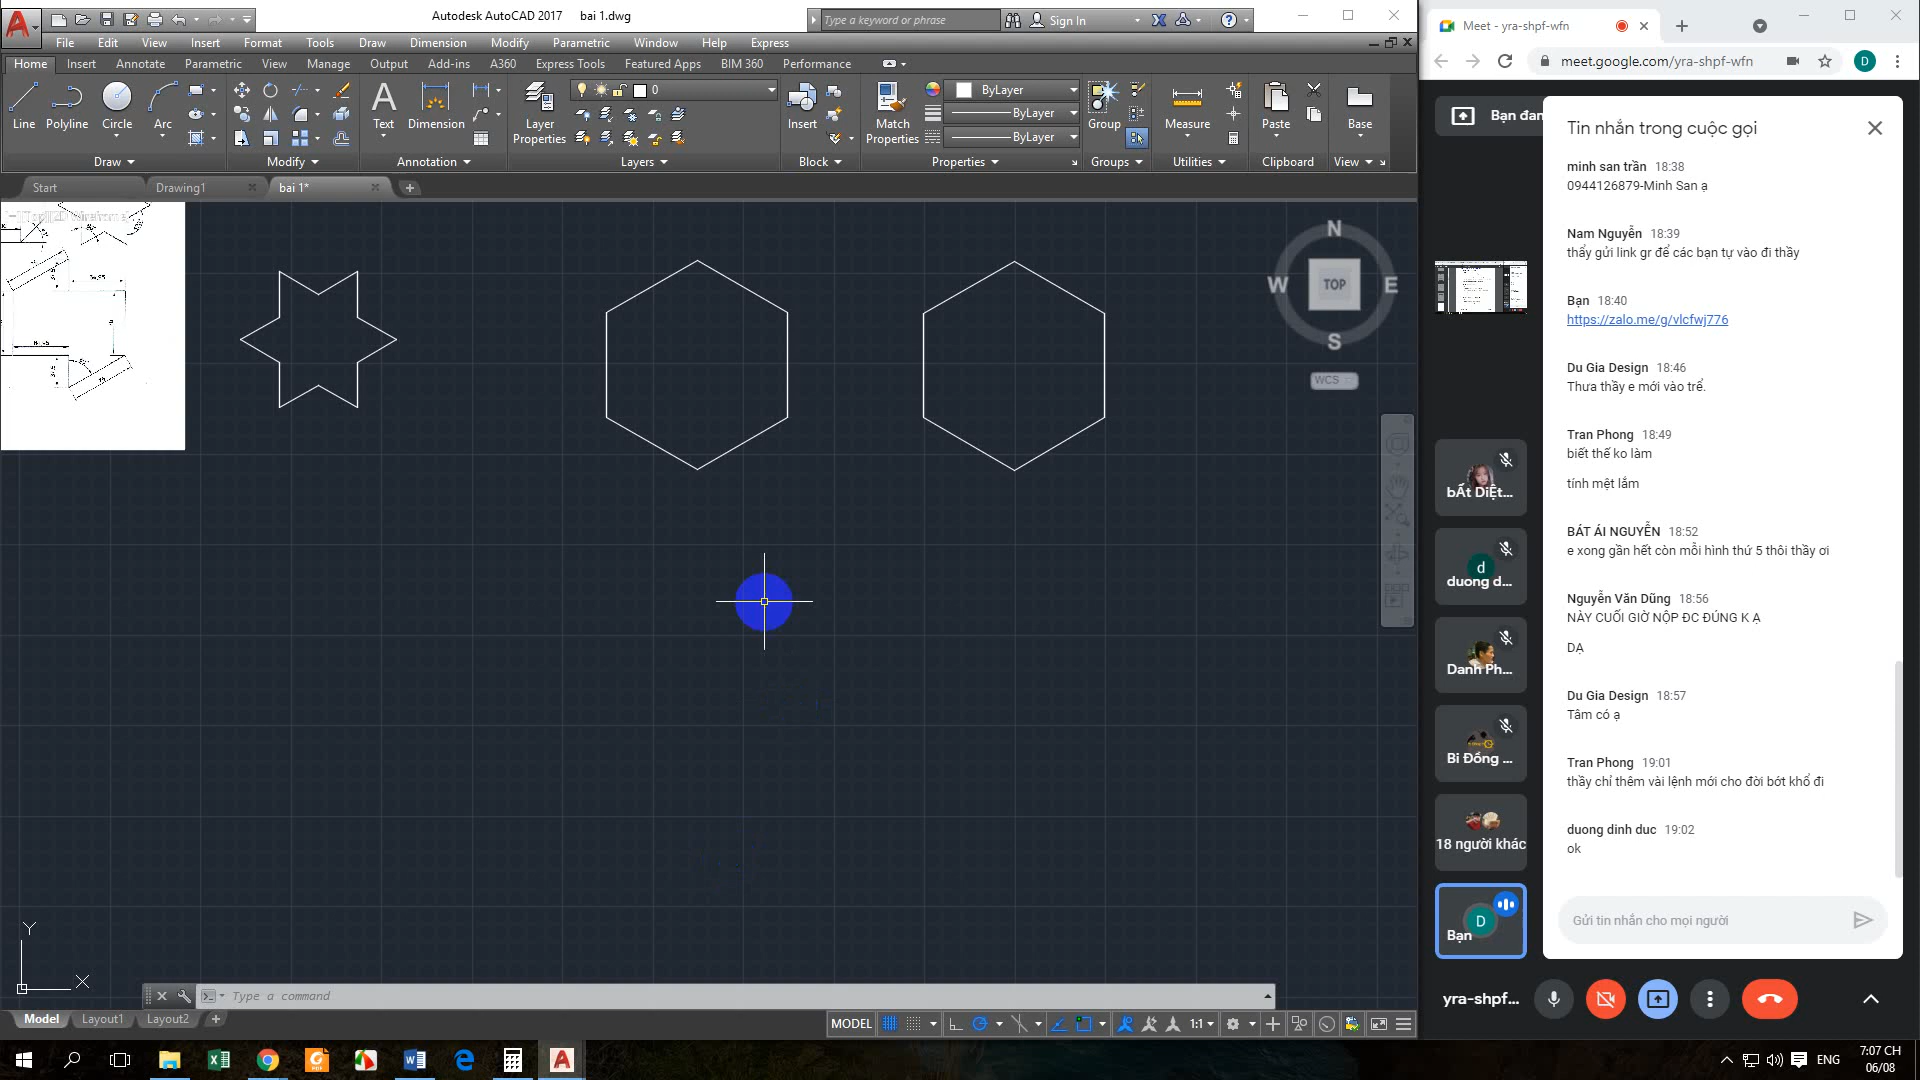 Autodesk AutoCAD 2017 bai 1.dwg
Type a keyword or phrase
Sign In
File Edit View Insert Format Tools Draw Dimension Modify Parametric Window Help Express
Home Insert Annotate Parametric View Manage Output Add-ins A360 Express Tools Featured Apps BIM 360 Performance
Line Polyline Circle Arc
Text Dimension
Layer Properties
0
Insert
Match Properties
ByLayer
ByLayer
ByLayer
Group
Measure
Paste
Base
Draw Modify Annotation Layers Block Properties Groups Utilities Clipboard View
Start Drawing1 bai 1*
N
W TOP E
S
WCS
Y
X
Type a command
Model Layout1 Layout2
MODEL 1:1
Meet - yra-shpf-wfn
meet.google.com/yra-shpf-wfn
D
Bạn đan
Tin nhắn trong cuộc gọi
minh san trần 18:38
0944126879-Minh San ạ
Nam Nguyễn 18:39
thầy gửi link gr để các bạn tự vào đi thầy
Bạn 18:40
https://zalo.me/g/vlcfwj776
Du Gia Design 18:46
Thưa thầy e mới vào trể.
Tran Phong 18:49
biết thế ko làm
tính mệt lắm
BÁT ÁI NGUYỄN 18:52
e xong gần hết còn mỗi hình thứ 5 thôi thầy ơi
Nguyễn Văn Dũng 18:56
NÀY CUỐI GIỜ NỘP ĐC ĐÚNG K Ạ
DẠ
Du Gia Design 18:57
Tâm có ạ
Tran Phong 19:01
thầy chỉ thêm vài lệnh mới cho đời bớt khổ đi
duong dinh duc 19:02
ok
Gửi tin nhắn cho mọi người
bẤt DiỆt...
d
duong d...
Danh Ph...
Bi Đồng ...
18 người khác
D
Bạn
yra-shpf...
ENG
7:07 CH
06/08